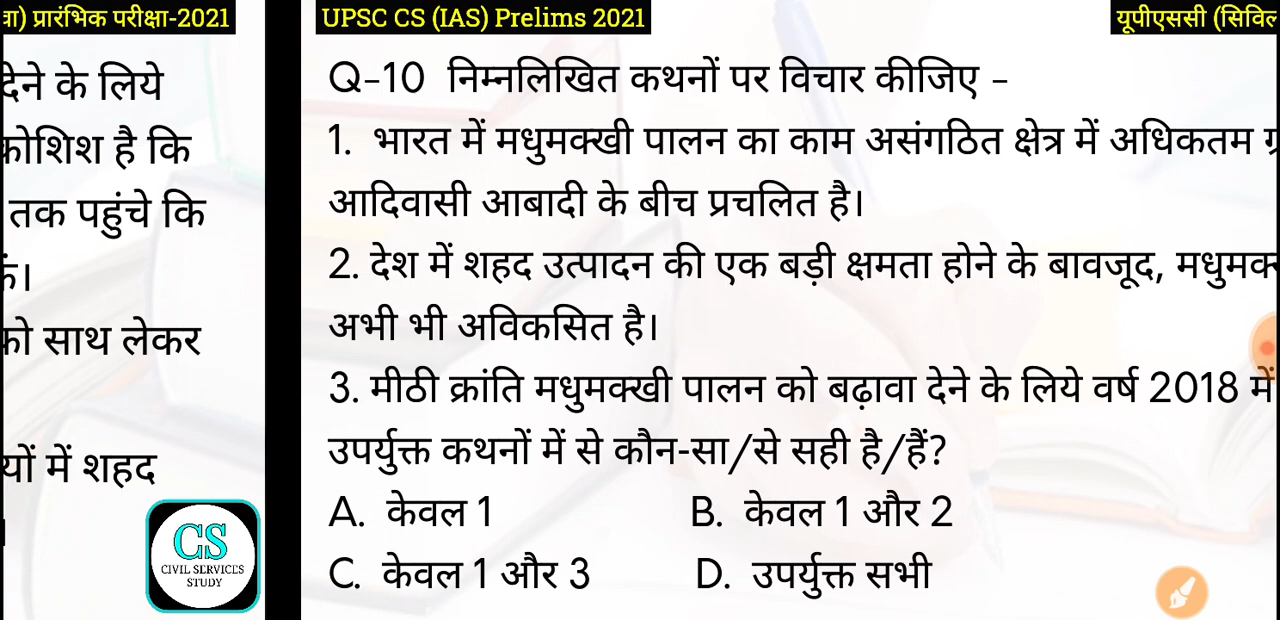 वा) प्रारंभिक परीक्षा-2021
देने के लिये
कोशिश है कि
तक पहुंचे कि
को साथ लेकर
यों में शहद
CS
CIVIL SERVICES
STUDY
UPSC CS (IAS) Prelims 2021
यूपीएससी (सिविल
Q-10 निम्नलिखित कथनों पर विचार कीजिए -
1. भारत में मधुमक्खी पालन का काम असंगठित क्षेत्र में अधिकतम
आदिवासी आबादी के बीच प्रचलित है।
2. देश में शहद उत्पादन की एक बड़ी क्षमता होने के बावजूद,
अभी भी अविकसित है।
3. मीठी क्रांति मधुमक्खी पालन को बढ़ावा देने के लिये वर्ष 2018 में
उपर्युक्त कथनों में से कौन-सा/से सही है/हैं?
A. केवल 1 B. केवल 1 और 2
C. केवल 1 और 3 D. उपर्युक्त सभी